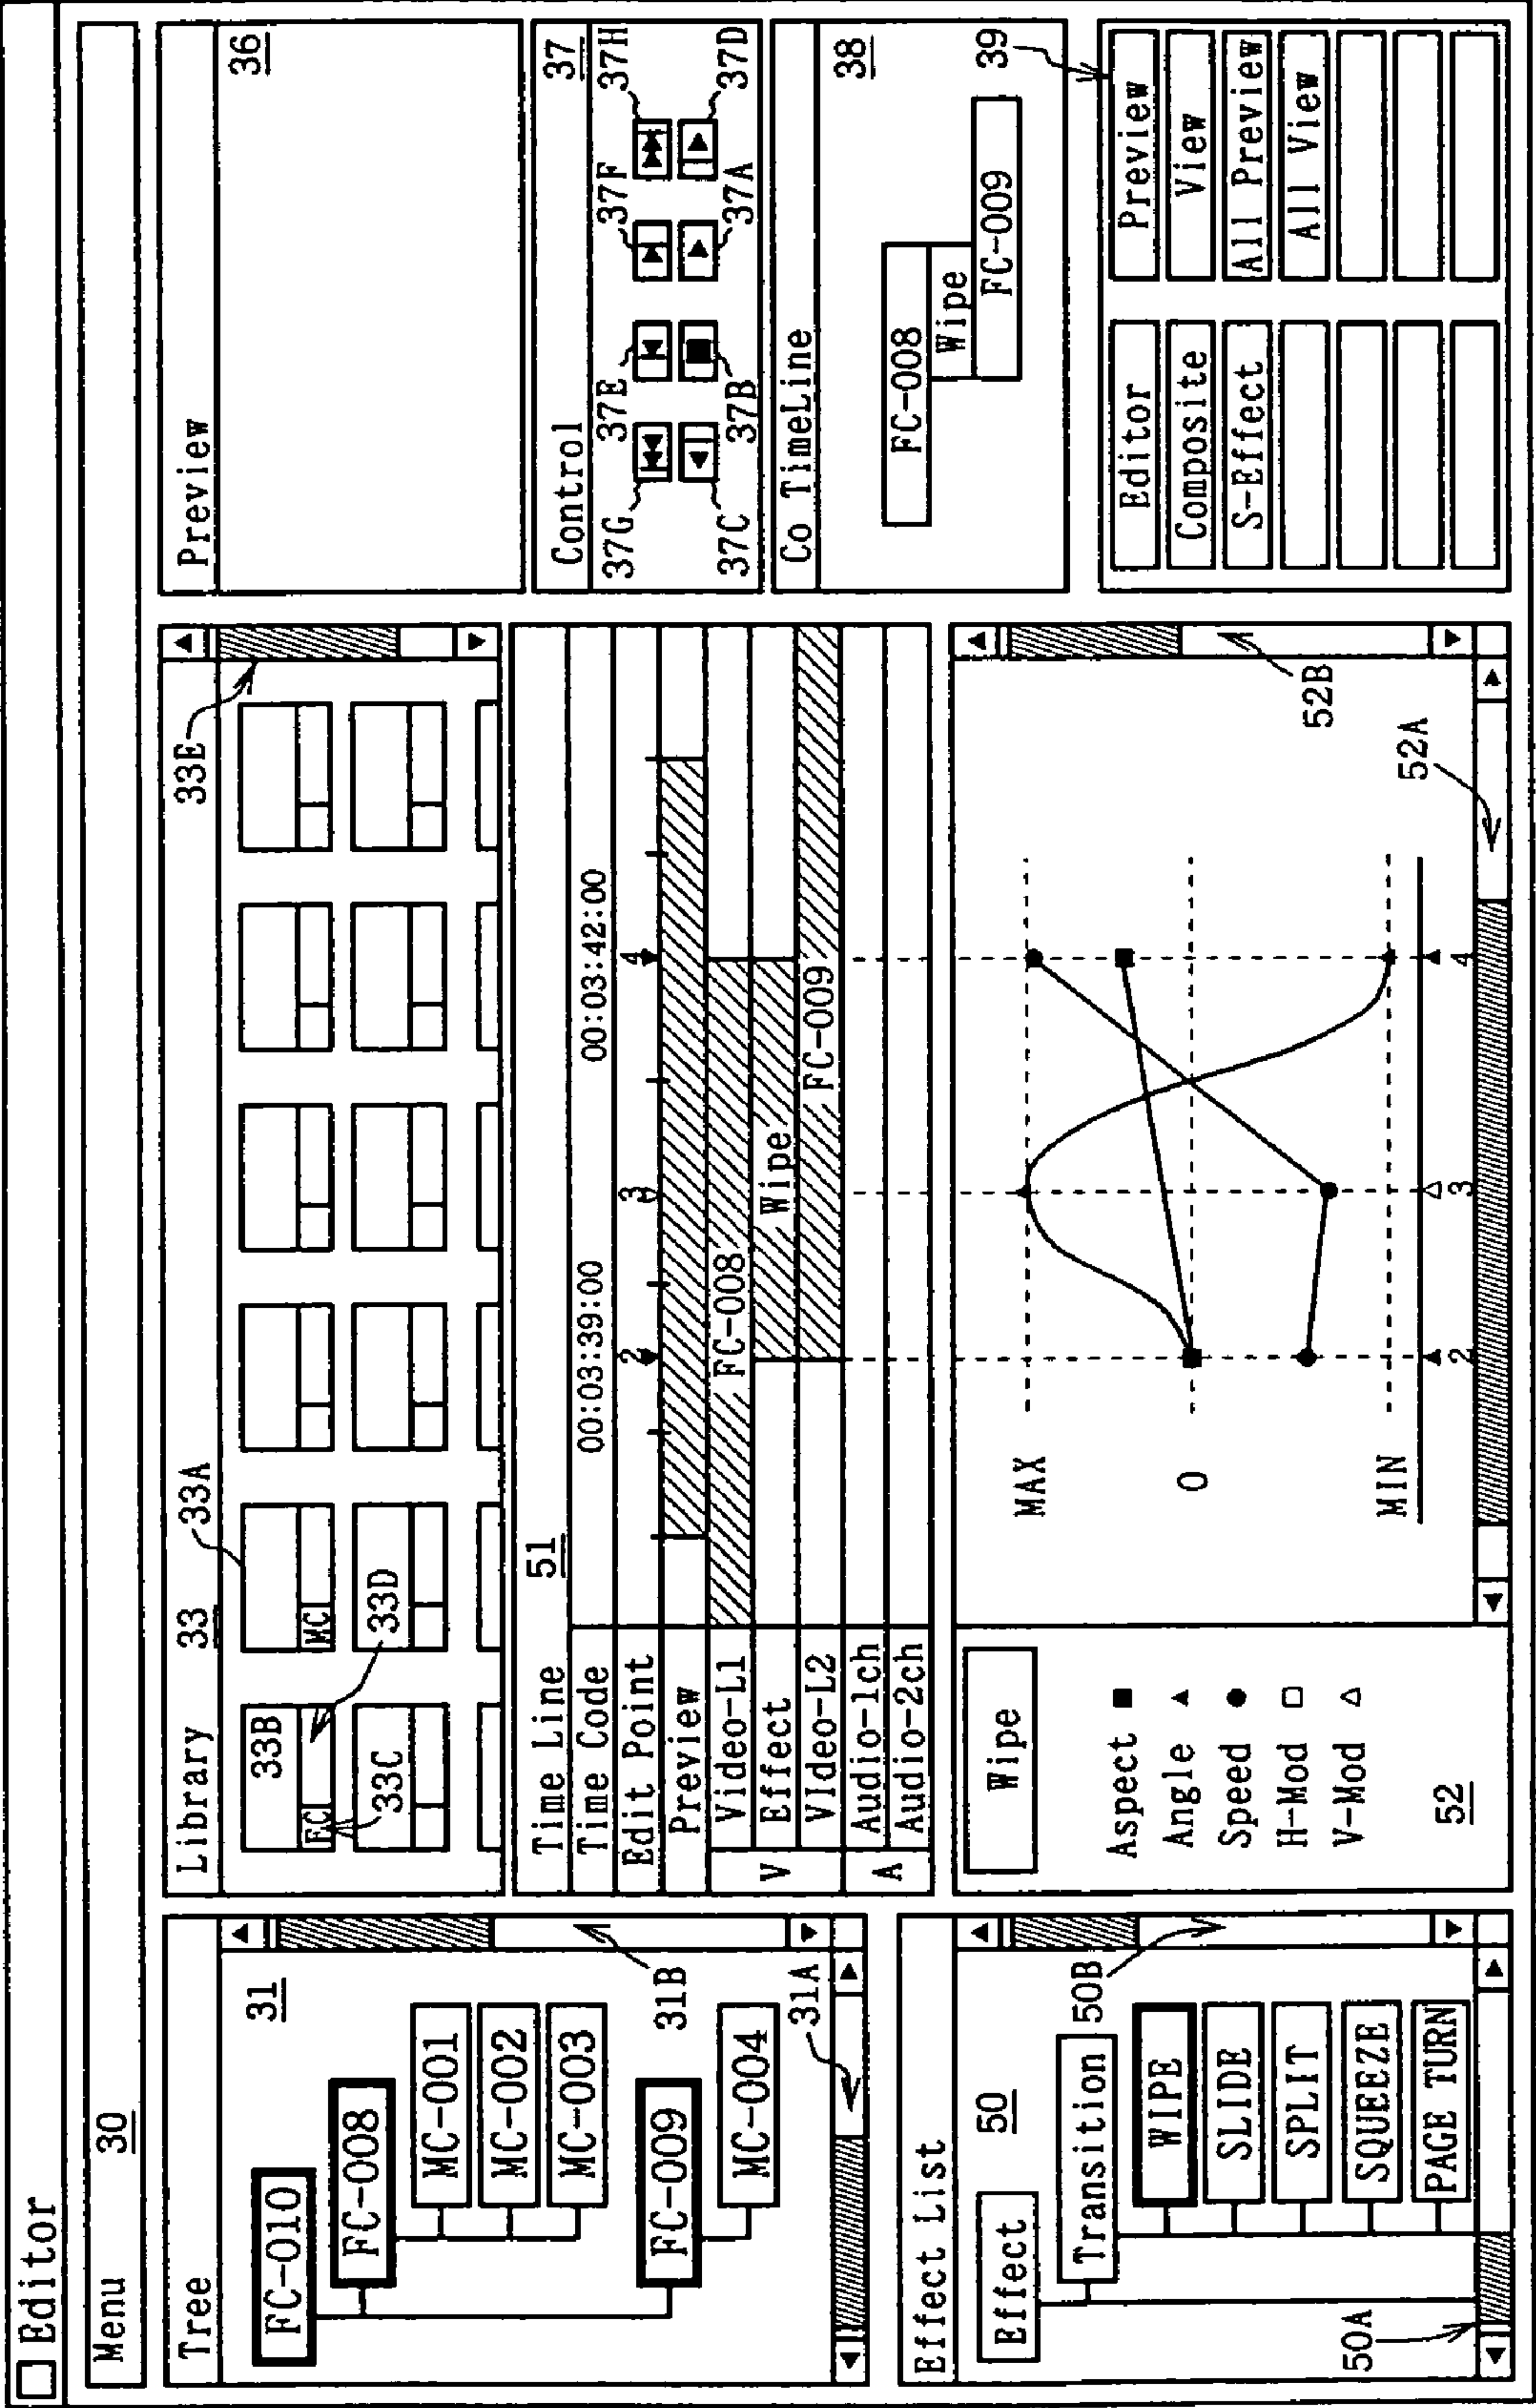 Editor
Menu
30
Tree
31
FC-010
FC-008
MC-001
MC-002
MC-003
FC-009
MC-004
31B
31A
Effect List
50
Effect
Transition
WIPE
SLIDE
SPLIT
SQUEEZE
PAGE TURN
50B
50A
Library
33
33A
33E
33B
FC
MC
33C
33D
51
Time Line
Time Code
00:03:39:00
00:03:42:00
Edit Point
2
3
4
Preview
V
Video-L1
FC-008
Effect
Wipe
VIdeo-L2
FC-009
A
Audio-1ch
Audio-2ch
Wipe
Aspect ■
Angle ▲
Speed ●
H-Mod □
V-Mod △
52
MAX
0
MIN
2
3
4
52B
52A
Preview
36
Control
37
37G
37E
37F
37H
37C
37B
37A
37D
Co TimeLine
38
FC-008
Wipe
FC-009
39
Editor
Preview
Composite
View
S-Effect
All Preview
All View